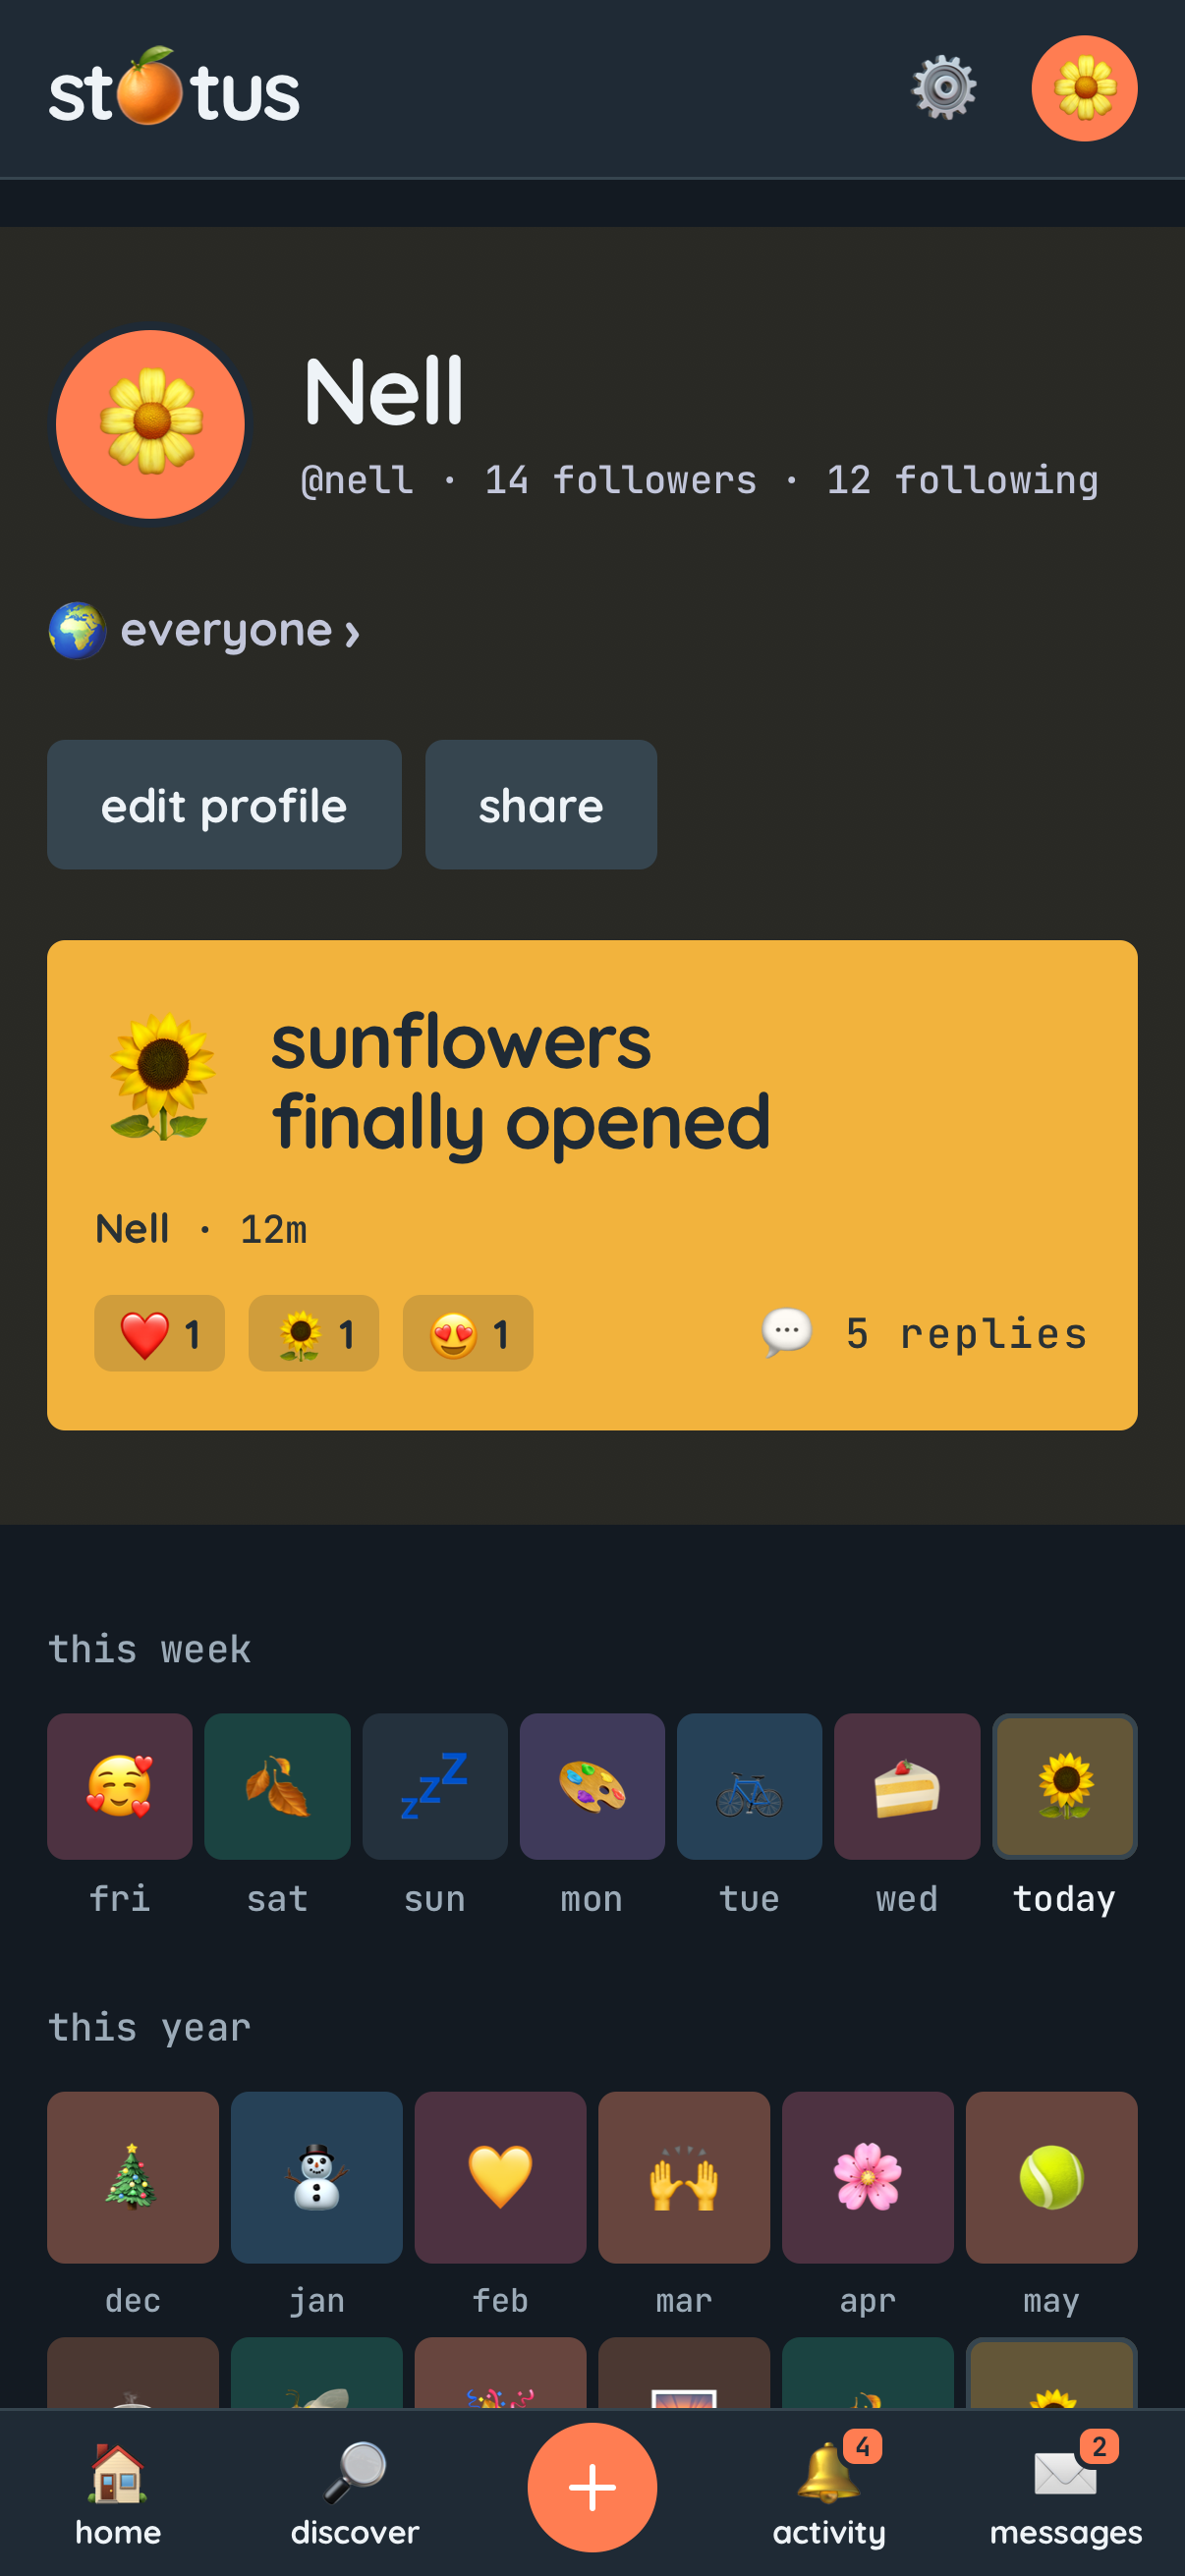 st🍊tus
Nell
@nell · 14 followers · 12 following
everyone ›
edit profile
share
sunflowers
finally opened
Nell · 12m
1 1 1 5 replies
this week
fri sat sun mon tue wed today
this year
dec jan feb mar apr may
4 2
home discover activity messages